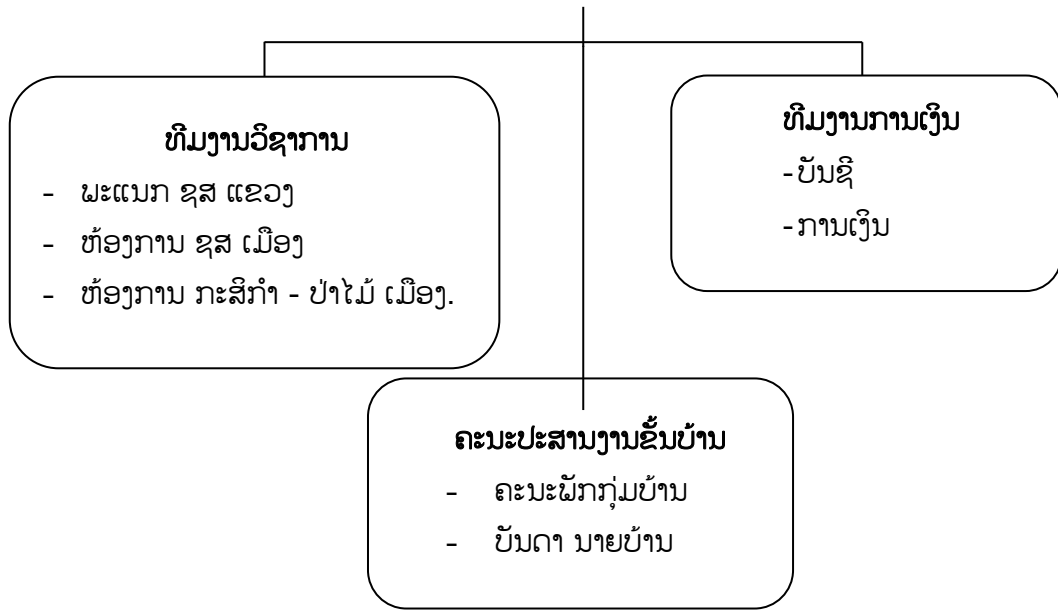 ທີມງານວິຊາການ
- ພະແນກ ຊສ ແຂວງ
- ຫ້ອງການ ຊສ ເມືອງ
- ຫ້ອງການ ກະສິກຳ - ປ່າໄມ້ ເມືອງ.
ທີມງານການເງິນ
-ບັນຊີ
-ການເງິນ
ຄະນະປະສານງານຂັ້ນບ້ານ
- ຄະນະພັກກຸ່ມບ້ານ
- ບັນດາ ນາຍບ້ານ